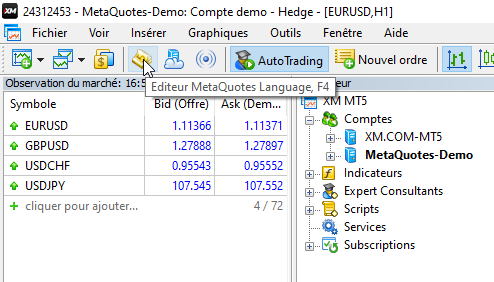 XM 24312453 - MetaQuotes-Demo: Compte demo - Hedge - [EURUSD,H1]
Fichier Voir Insérer Graphiques Outils Fenêtre Aide
AutoTrading Nouvel ordre
Editeur MetaQuotes Language, F4
Observation du marché: 16:5
Symbole Bid (Offre) Ask (Dem...
EURUSD 1.11366 1.11371
GBPUSD 1.27888 1.27897
USDCHF 0.95543 0.95552
USDJPY 107.545 107.552
cliquer pour ajouter... 4 / 72
XM MT5
Comptes
XM.COM-MT5
MetaQuotes-Demo
Indicateurs
Expert Consultants
Scripts
Services
Subscriptions